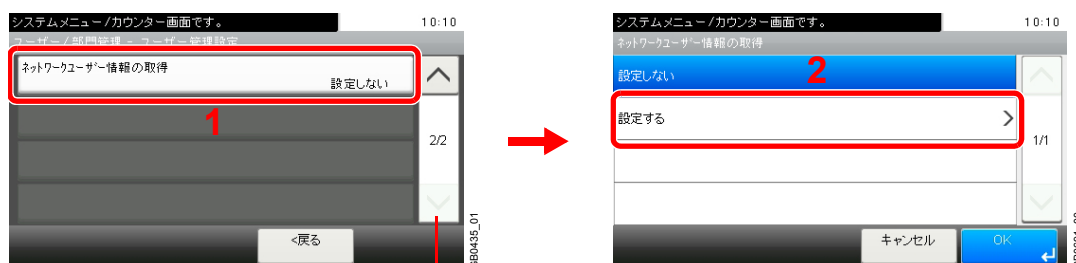 システムメニュー/カウンター画面です。
10:10
ユーザー/部門管理 - ユーザー管理設定
ネットワークユーザー情報の取得
設定しない
1
2/2
<戻る
システムメニュー/カウンター画面です。
10:10
ネットワークユーザー情報の取得
設定しない
2
設定する
1/1
キャンセル
OK